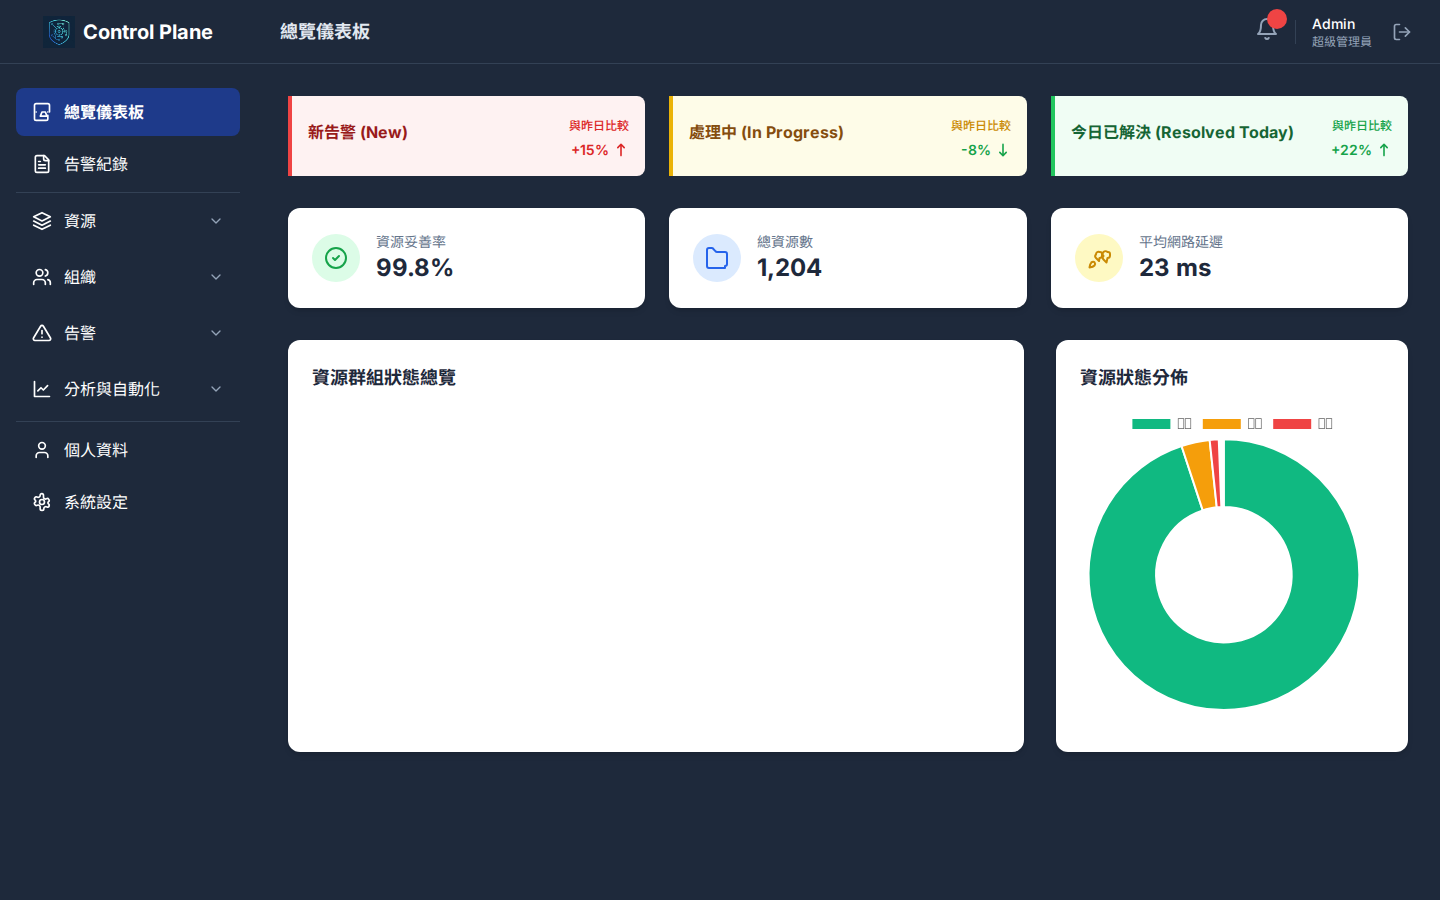 Control Plane
總覽儀表板
Admin
超級管理員
總覽儀表板
告警紀錄
資源
組織
告警
分析與自動化
個人資料
系統設定
新告警 (New)
與昨日比較
+15% ↑
處理中 (In Progress)
與昨日比較
-8% ↓
今日已解決 (Resolved Today)
與昨日比較
+22% ↑
資源妥善率
99.8%
總資源數
1,204
平均網路延遲
23 ms
資源群組狀態總覽
資源狀態分佈